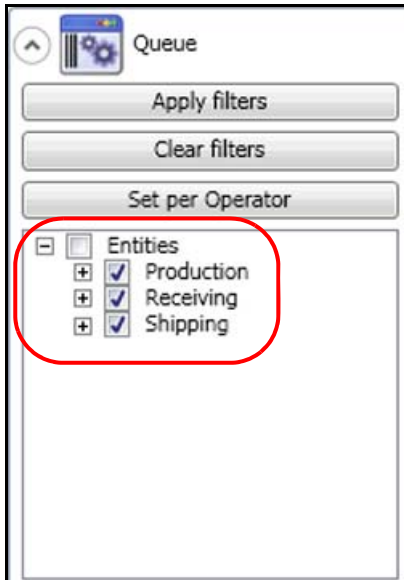 Queue
Apply filters
Clear filters
Set per Operator
Entities
Production
Receiving
Shipping